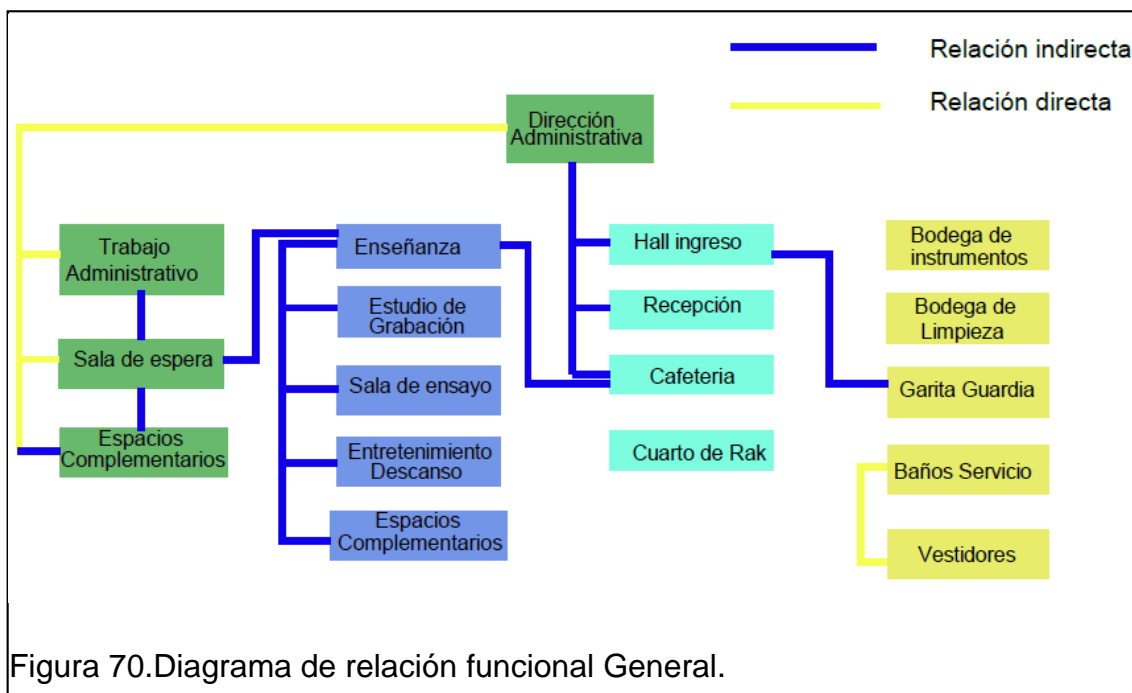 Relación indirecta
Relación directa
Dirección
Administrativa
Trabajo
Administrativo
Sala de espera
Espacios
Complementarios
Enseñanza
Estudio de
Grabación
Sala de ensayo
Entretenimiento
Descanso
Espacios
Complementarios
Hall ingreso
Recepción
Cafeteria
Cuarto de Rak
Bodega de
instrumentos
Bodega de
Limpieza
Garita Guardia
Baños Servicio
Vestidores
Figura 70.Diagrama de relación funcional General.